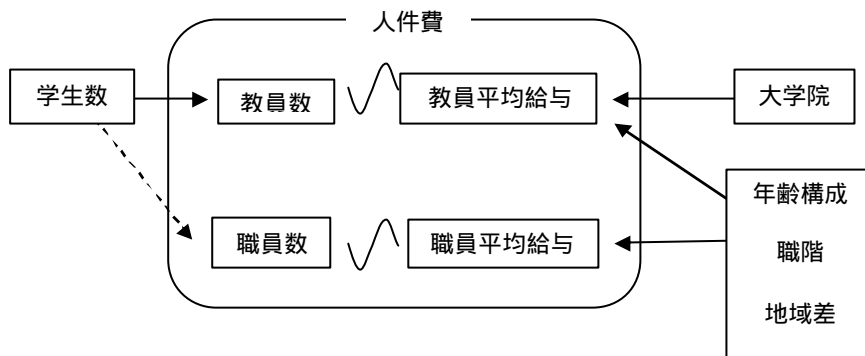 人件費
学生数
教員数
教員平均給与
大学院
年齢構成
職員数
職員平均給与
職階
地域差